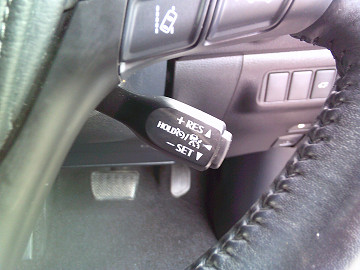 + RES
HOLD
- SET